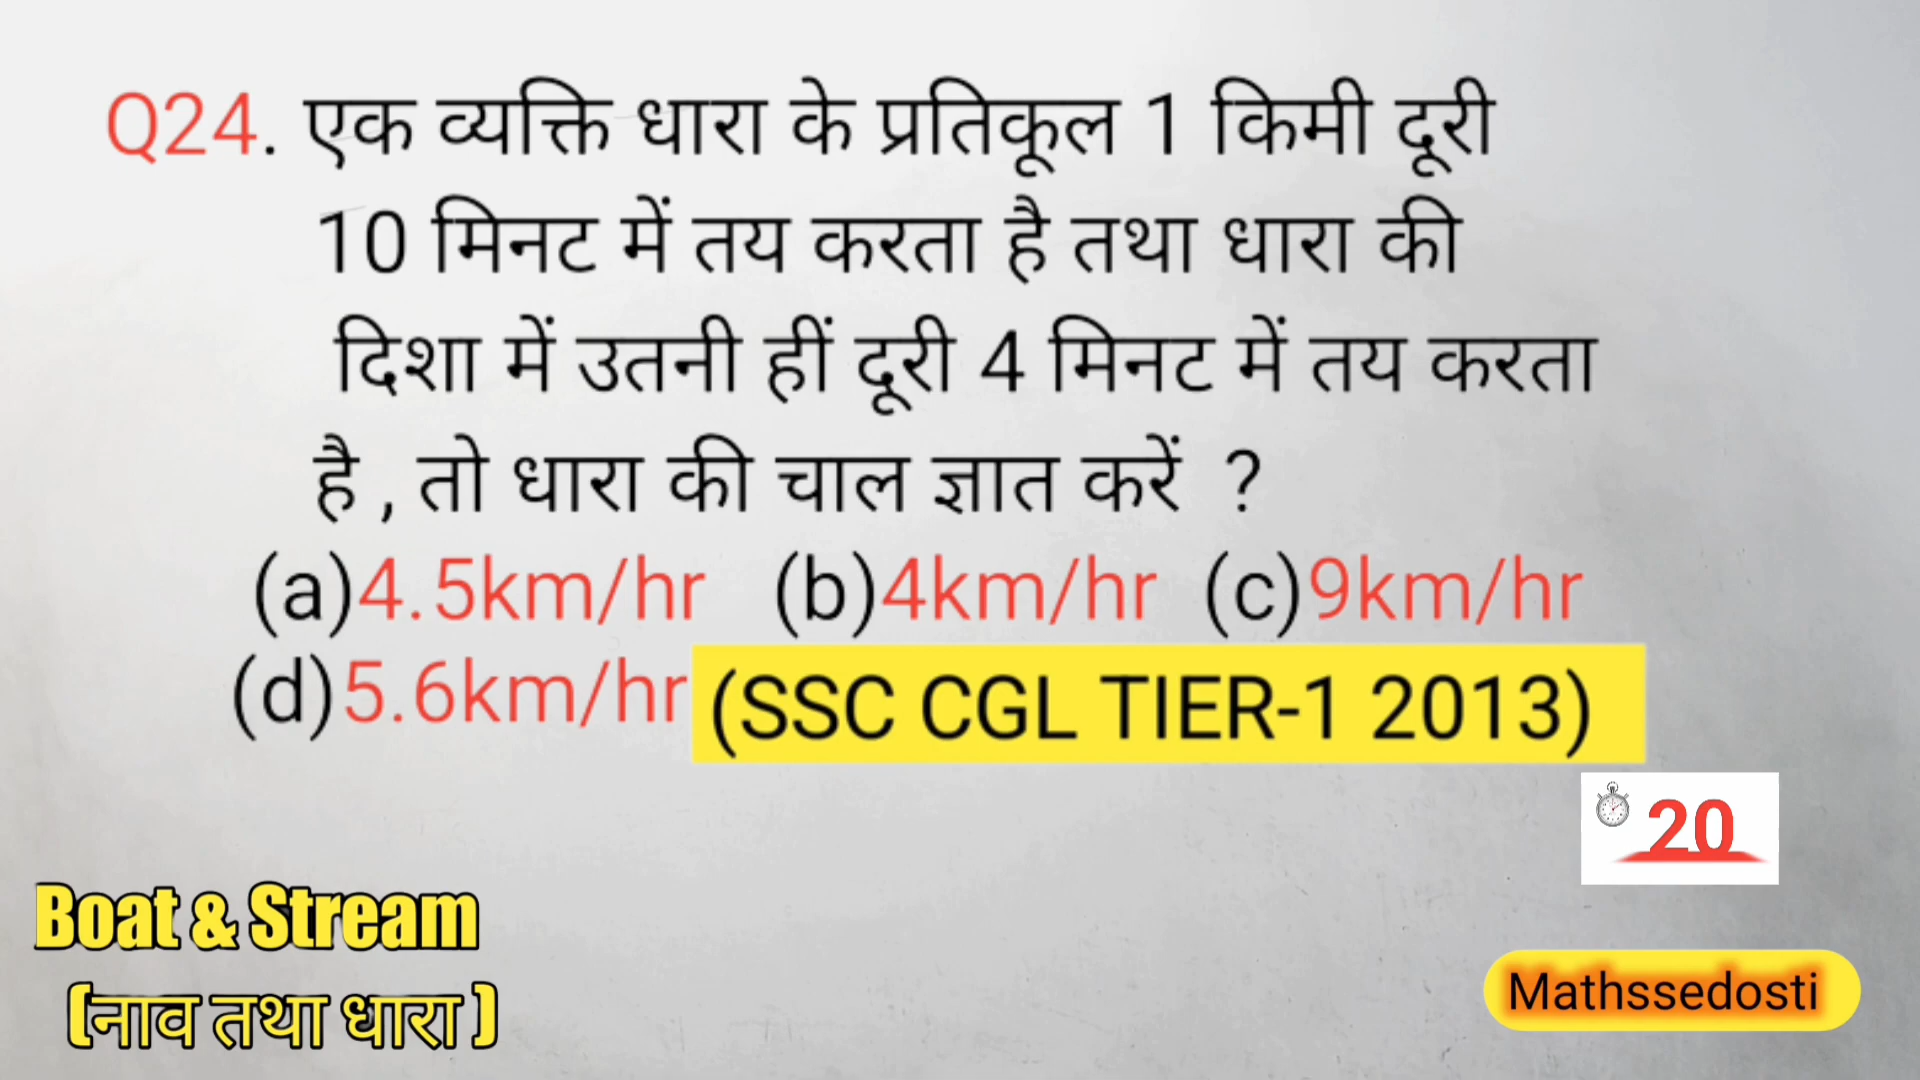 Q24. एक व्यक्ति धारा के प्रतिकूल 1 किमी दूरी
10 मिनट में तय करता है तथा धारा की
दिशा में उतनी हीं दूरी 4 मिनट में तय करता
है , तो धारा की चाल ज्ञात करें ?
(a)4.5km/hr (b)4km/hr (c)9km/hr
(d)5.6km/hr (SSC CGL TIER-1 2013)
20
Boat & Stream
(नाव तथा धारा)
Mathssedosti